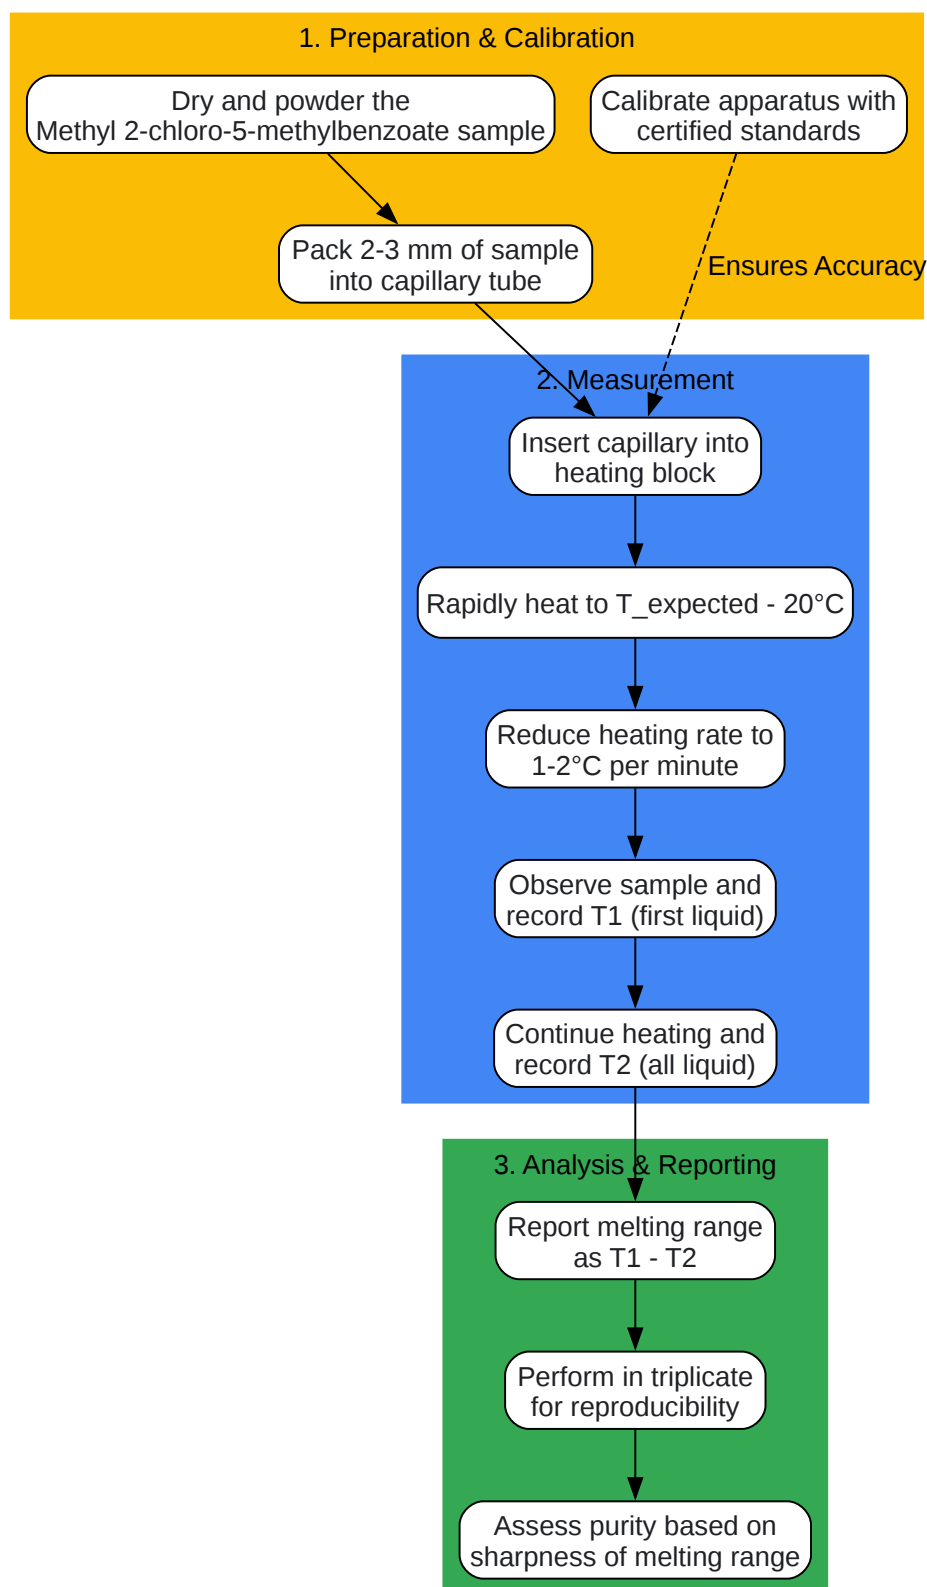 1. Preparation & Calibration
Dry and powder the
Methyl 2-chloro-5-methylbenzoate sample
Calibrate apparatus with
certified standards
Pack 2-3 mm of sample
into capillary tube
Ensures Accuracy
2. Measurement
Insert capillary into
heating block
Rapidly heat to T_expected - 20°C
Reduce heating rate to
1-2°C per minute
Observe sample and
record T1 (first liquid)
Continue heating and
record T2 (all liquid)
3. Analysis & Reporting
Report melting range
as T1 - T2
Perform in triplicate
for reproducibility
Assess purity based on
sharpness of melting range